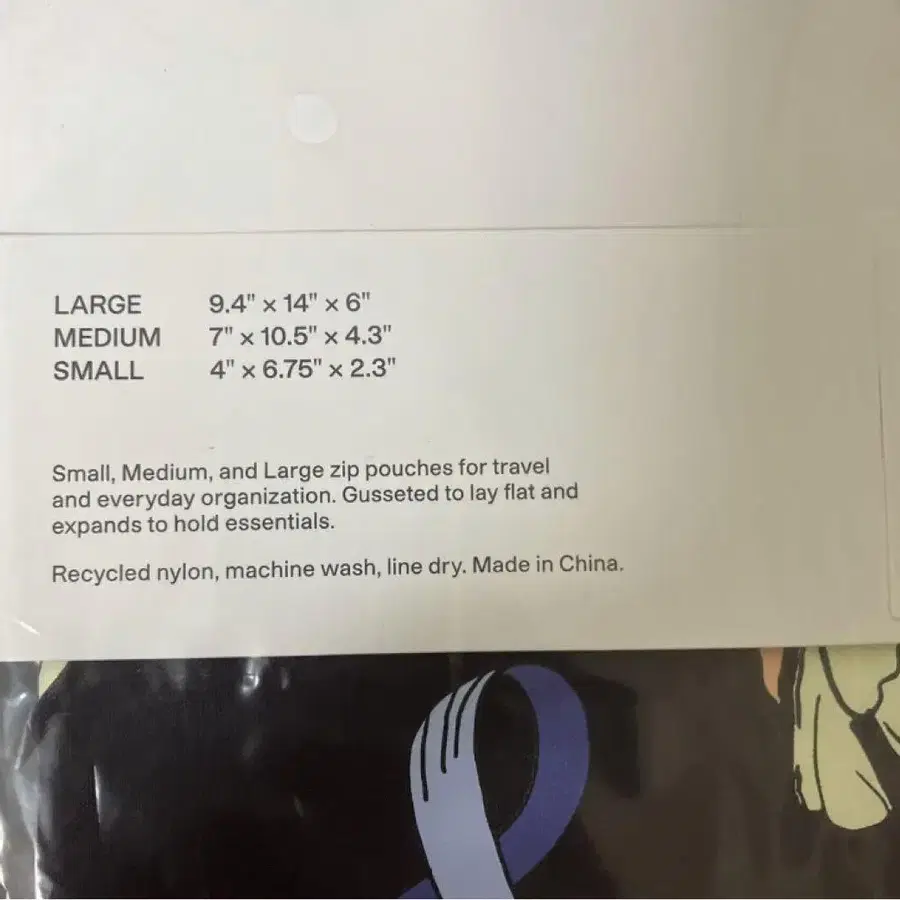 LARGE 9.4" x 14" x 6"
MEDIUM 7" x 10.5" x 4.3"
SMALL 4" x 6.75" x 2.3"
Small, Medium, and Large zip pouches for travel
and everyday organization. Gusseted to lay flat and
expands to hold essentials.
Recycled nylon, machine wash, line dry. Made in China.